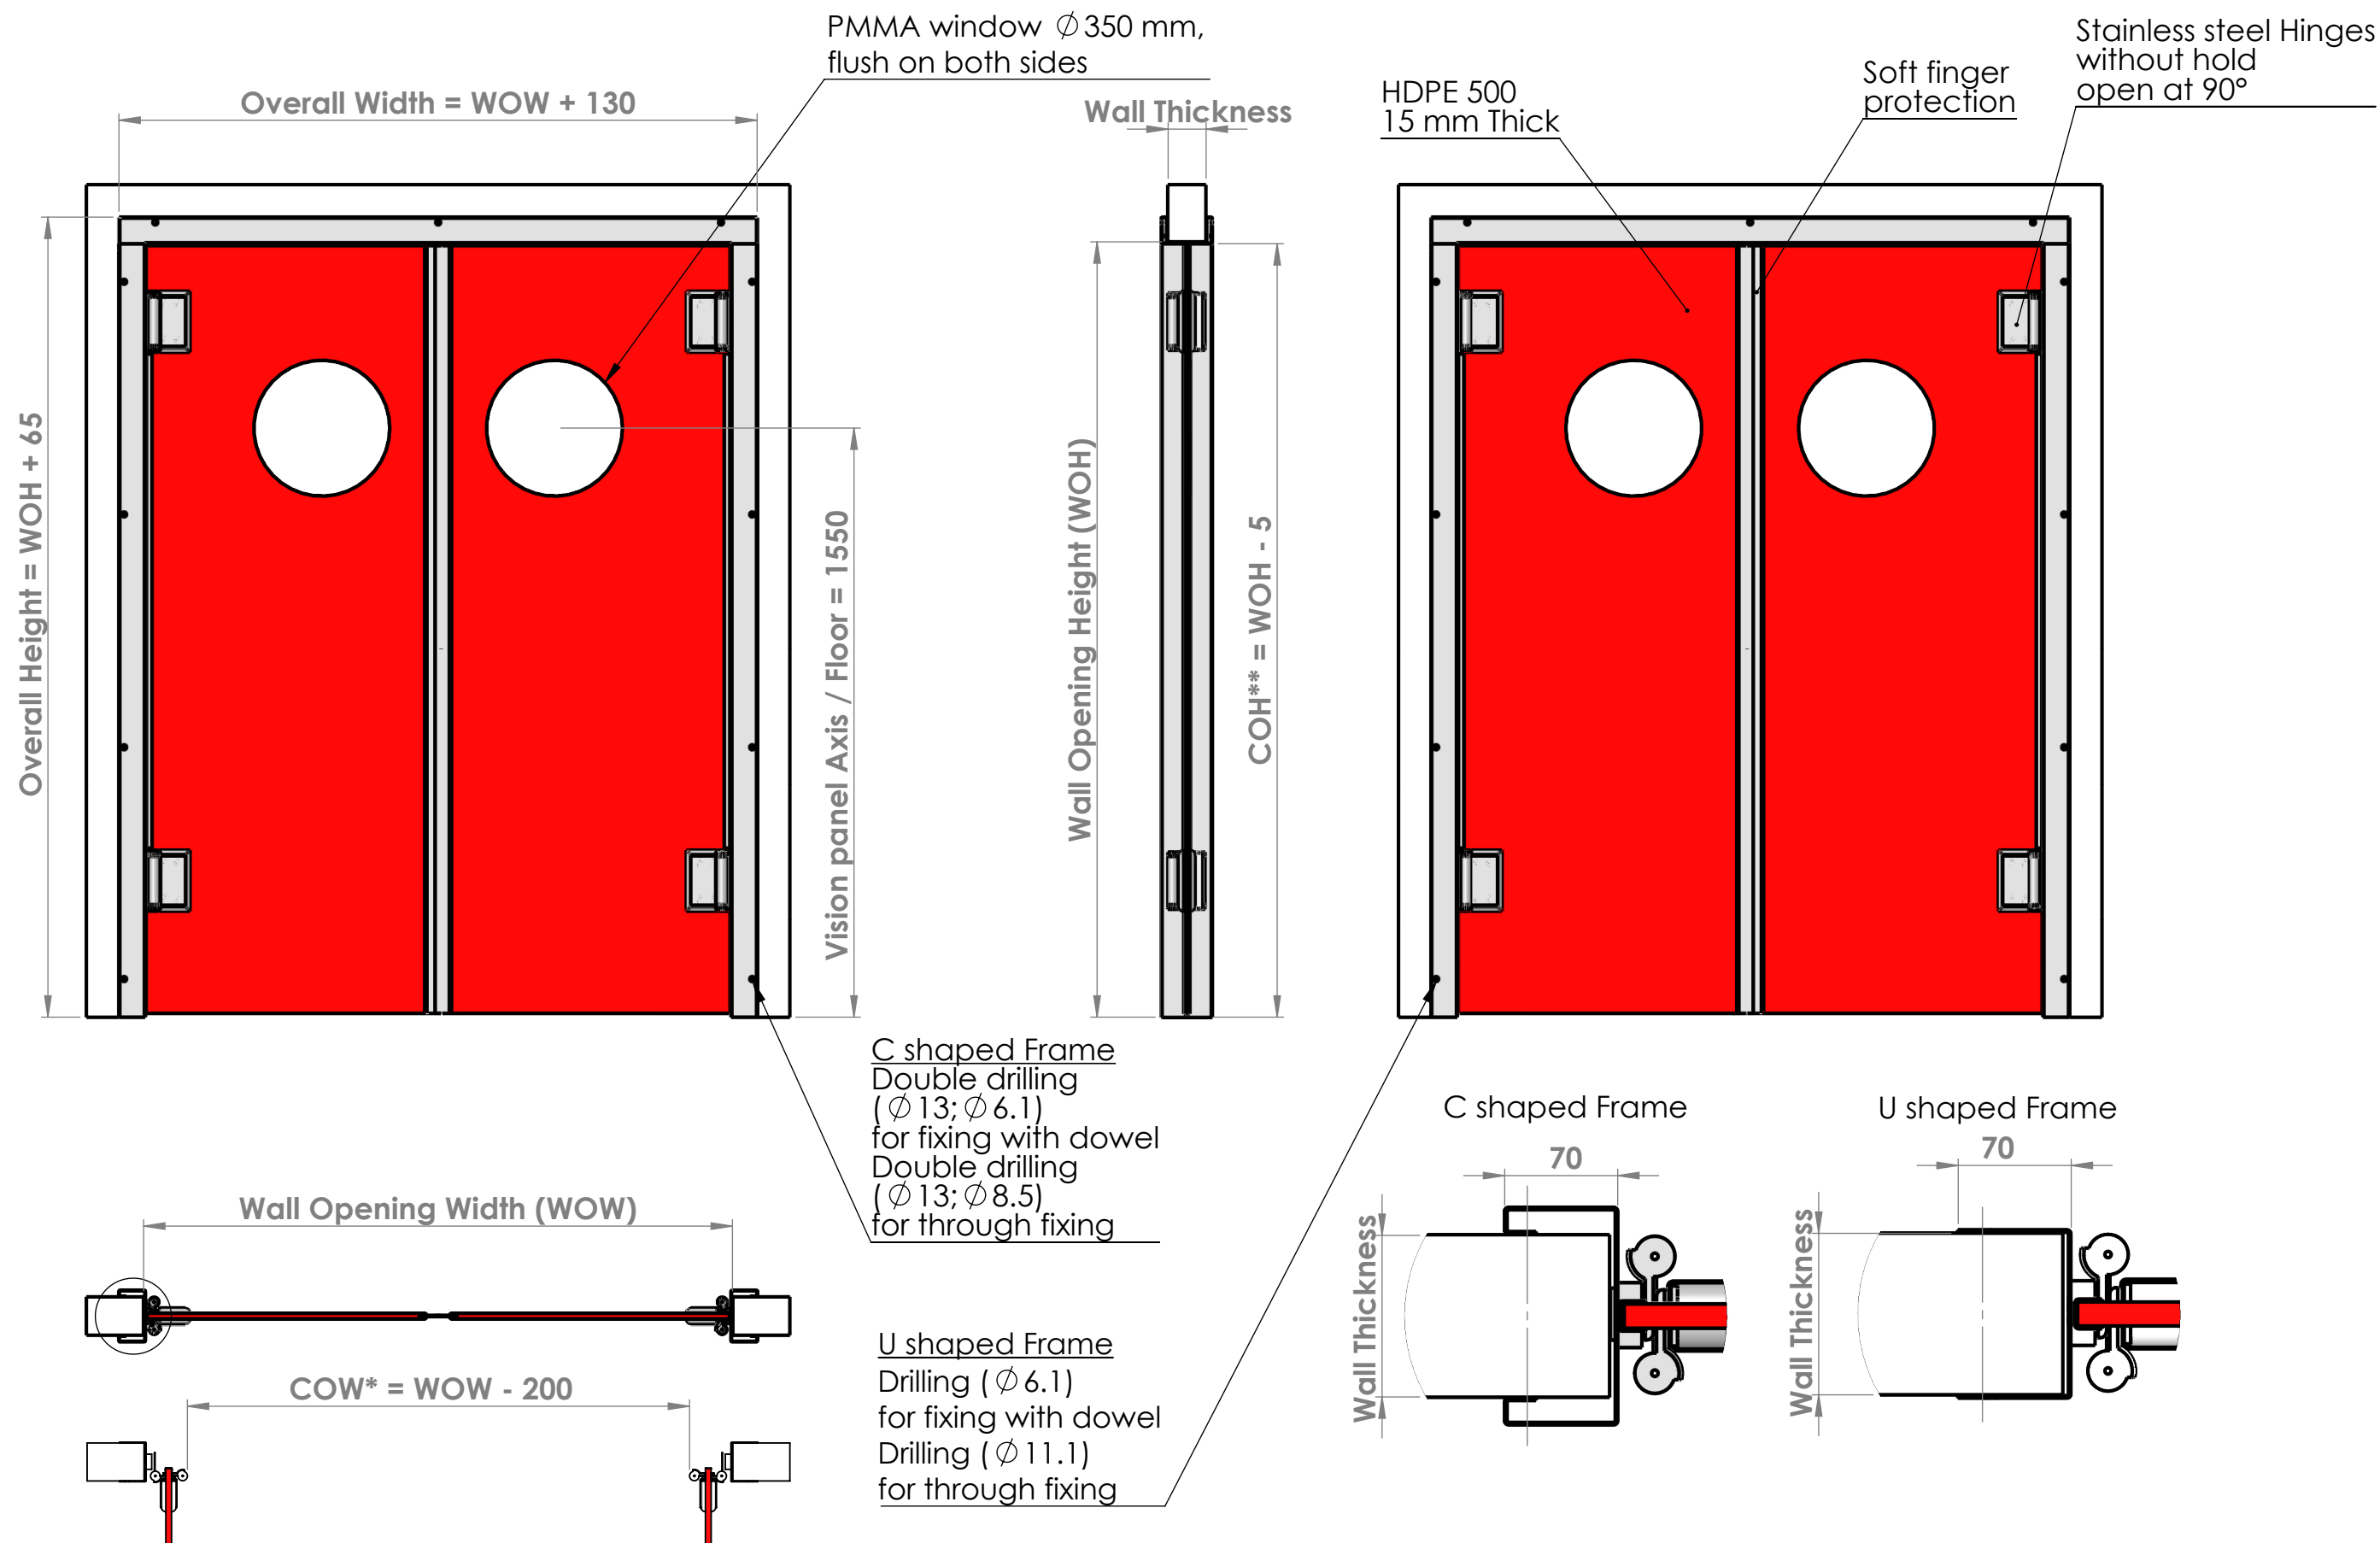 PMMA window ∅350 mm,
flush on both sides
Stainless steel Hinges
without hold
open at 90°
Soft finger
protection
HDPE 500
15 mm Thick
Overall Width = WOW + 130
Wall Thickness
Overall Height = WOH + 65
Vision panel Axis / Floor = 1550
Wall Opening Height (WOH)
COH** = WOH - 5
C shaped Frame
Double drilling
(∅13;∅6.1)
for fixing with dowel
Double drilling
(∅13;∅8.5)
for through fixing
C shaped Frame
70
Wall Thickness
U shaped Frame
70
Wall Thickness
Wall Opening Width (WOW)
COW* = WOW - 200
U shaped Frame
Drilling (∅6.1)
for fixing with dowel
Drilling (∅11.1)
for through fixing